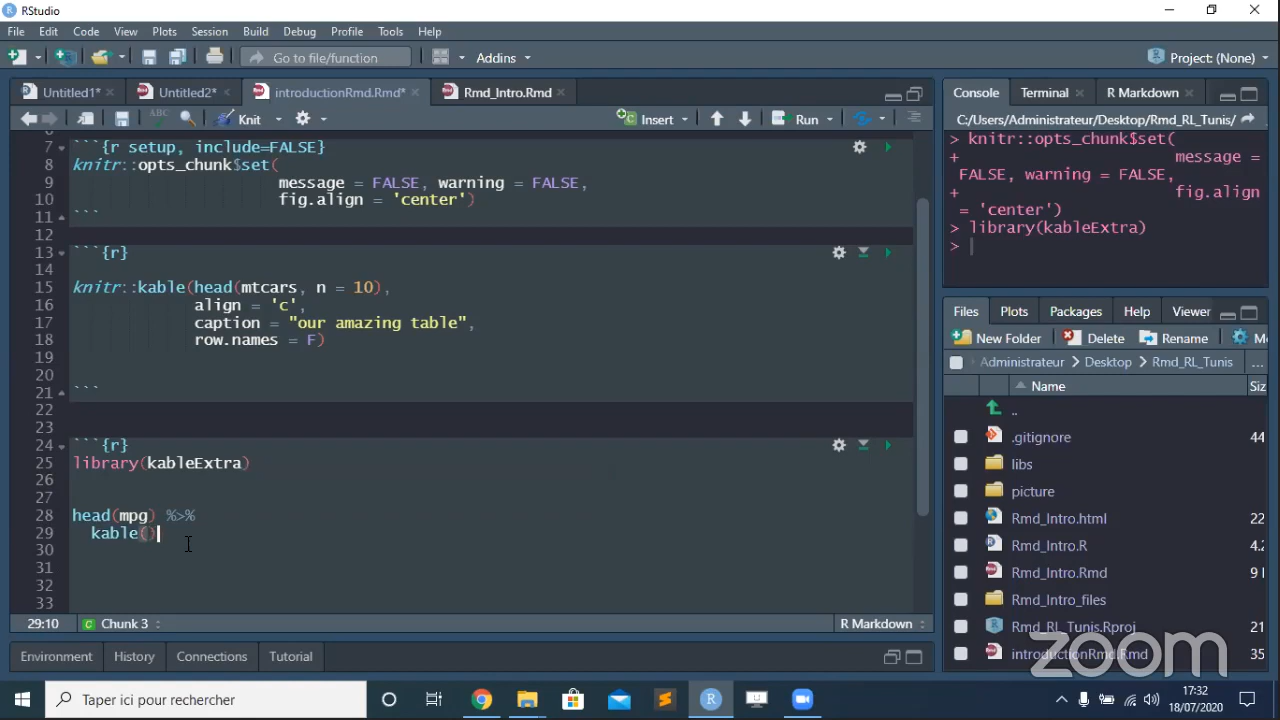 RStudio
File Edit Code View Plots Session Build Debug Profile Tools Help
Go to file/function Addins Project: (None)
Untitled1* Untitled2* introductionRmd.Rmd* Rmd_Intro.Rmd
ABC Knit Insert Run
7 ```{r setup, include=FALSE}
8 knitr::opts_chunk$set(
9 message = FALSE, warning = FALSE,
10 fig.align = 'center')
11 ```
12
13 ```{r}
14
15 knitr::kable(head(mtcars, n = 10),
16 align = 'c',
17 caption = "our amazing table",
18 row.names = F)
19
20
21 ```
22
23
24 ```{r}
25 library(kableExtra)
26
27
28 head(mpg) %>%
29 kable()
30
31
32
33
29:10 Chunk 3 R Markdown
Environment History Connections Tutorial
Console Terminal R Markdown
C:/Users/Administrateur/Desktop/Rmd_RL_Tunis/
> knitr::opts_chunk$set(
+ message =
FALSE, warning = FALSE,
+ fig.align
= 'center')
> library(kableExtra)
>
Files Plots Packages Help Viewer
New Folder Delete Rename Mo
Administrateur Desktop Rmd_RL_Tunis ...
Name Siz
..
.gitignore 44
libs
picture
Rmd_Intro.html 22
Rmd_Intro.R 4.2
Rmd_Intro.Rmd 9 l
Rmd_Intro_files
Rmd_RL_Tunis.Rproj 21
introductionRmd.Rmd 35
zoom
Taper ici pour rechercher
17:32
18/07/2020